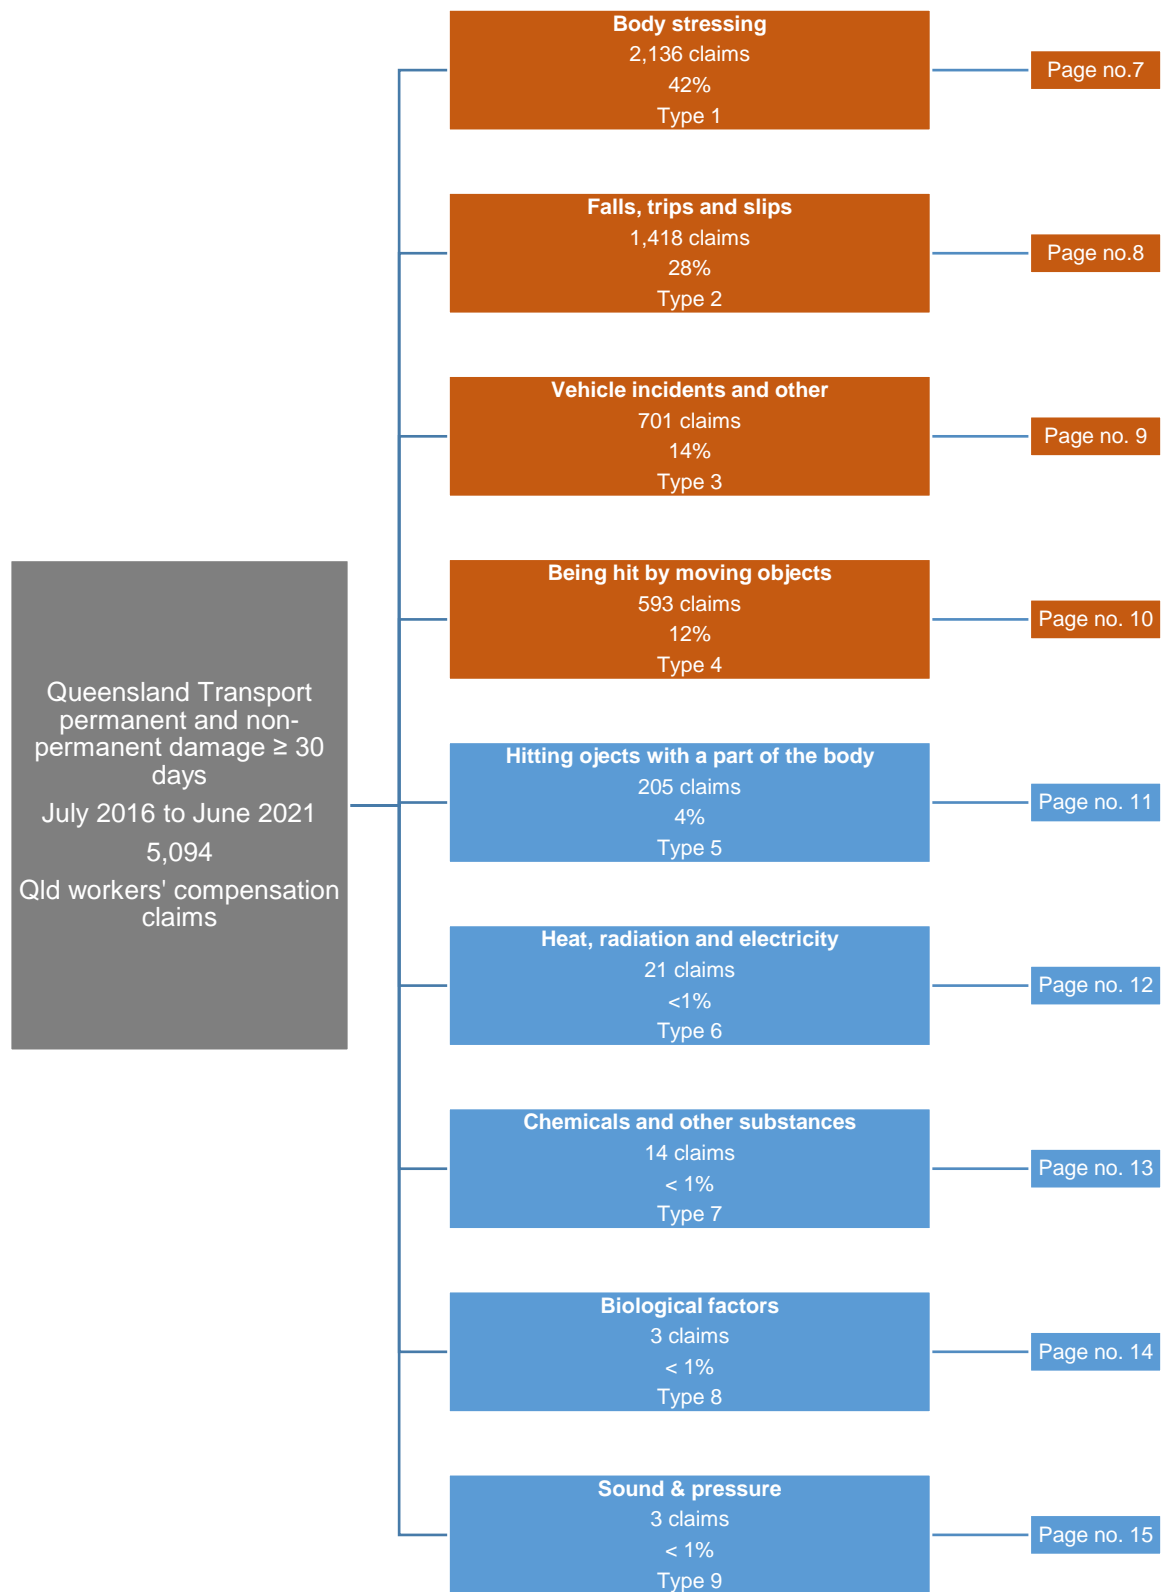 Body stressing
2,136 claims
42%
Type 1
Page no.7
Falls, trips and slips
1,418 claims
28%
Type 2
Page no.8
Vehicle incidents and other
701 claims
14%
Type 3
Page no. 9
Being hit by moving objects
593 claims
12%
Type 4
Page no. 10
Queensland Transport
permanent and non-
permanent damage ≥ 30
days
July 2016 to June 2021
5,094
Qld workers' compensation
claims
Hitting ojects with a part of the body
205 claims
4%
Type 5
Page no. 11
Heat, radiation and electricity
21 claims
<1%
Type 6
Page no. 12
Chemicals and other substances
14 claims
< 1%
Type 7
Page no. 13
Biological factors
3 claims
< 1%
Type 8
Page no. 14
Sound & pressure
3 claims
< 1%
Type 9
Page no. 15